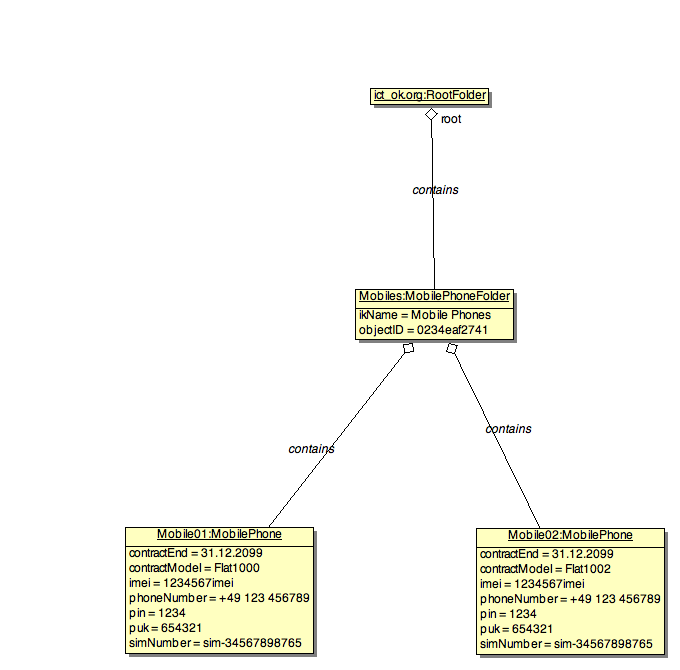 ict_ok.org:RootFolder
root
contains
Mobiles:MobilePhoneFolder
ikName = Mobile Phones
objectID = 0234eaf2741
contains
contains
Mobile01:MobilePhone
contractEnd = 31.12.2099
contractModel = Flat1000
imei = 1234567imei
phoneNumber = +49 123 456789
pin = 1234
puk = 654321
simNumber = sim-34567898765
Mobile02:MobilePhone
contractEnd = 31.12.2099
contractModel = Flat1002
imei = 1234567imei
phoneNumber = +49 123 456789
pin = 1234
puk = 654321
simNumber = sim-34567898765